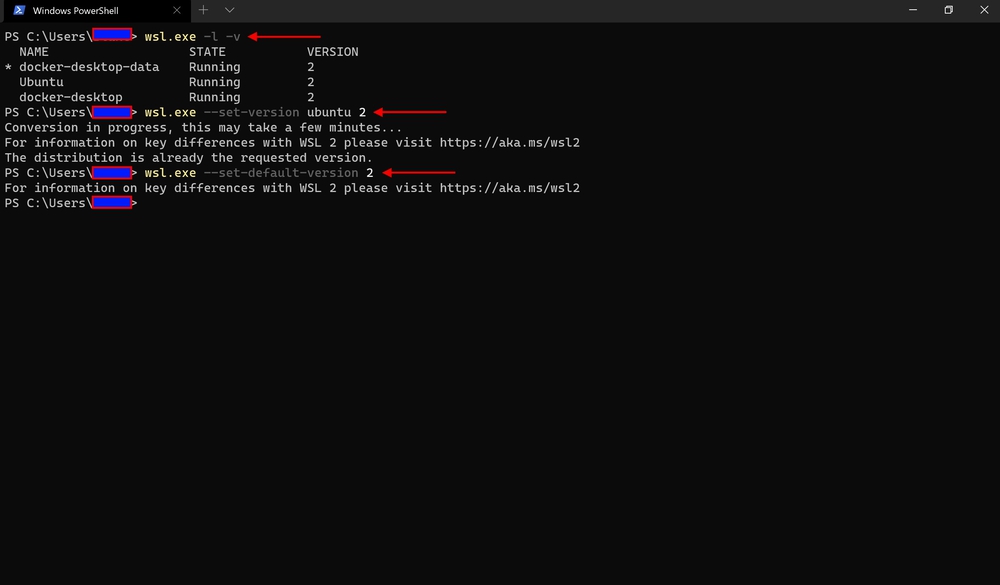 Windows PowerShell
PS C:\Users\> wsl.exe -l -v
NAME STATE VERSION
* docker-desktop-data Running 2
Ubuntu Running 2
docker-desktop Running 2
PS C:\Users\> wsl.exe --set-version ubuntu 2
Conversion in progress, this may take a few minutes...
For information on key differences with WSL 2 please visit https://aka.ms/wsl2
The distribution is already the requested version.
PS C:\Users\> wsl.exe --set-default-version 2
For information on key differences with WSL 2 please visit https://aka.ms/wsl2
PS C:\Users\>